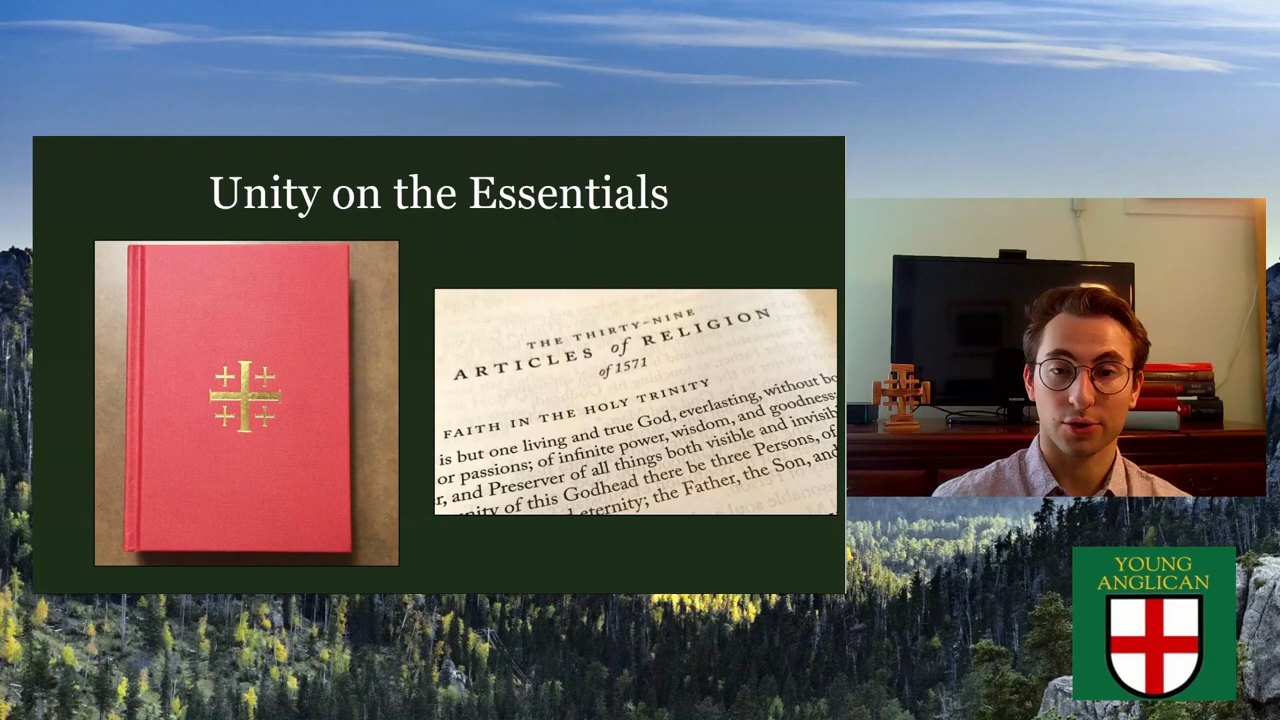 Unity on the Essentials
THE THIRTY-NINE
ARTICLES of RELIGION
of 1571
FAITH IN THE HOLY TRINITY
is but one living and true God, everlasting, without bo
or passions; of infinite power, wisdom, and goodness;
r, and Preserver of all things both visible and invisib
nity of this Godhead there be three Persons, of
eternity; the Father, the Son, and
YOUNG
ANGLICAN